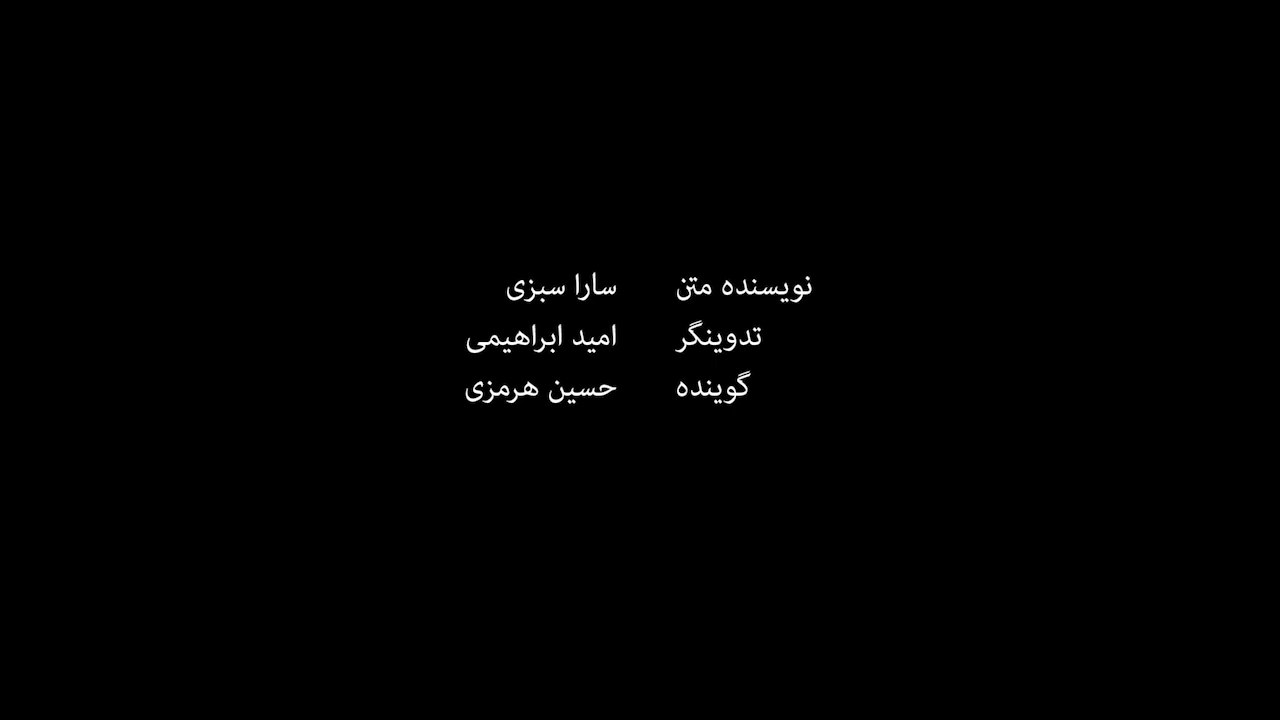 نویسنده متن سارا سبزی
تدوینگر امید ابراهیمی
گوینده حسین هرمزی